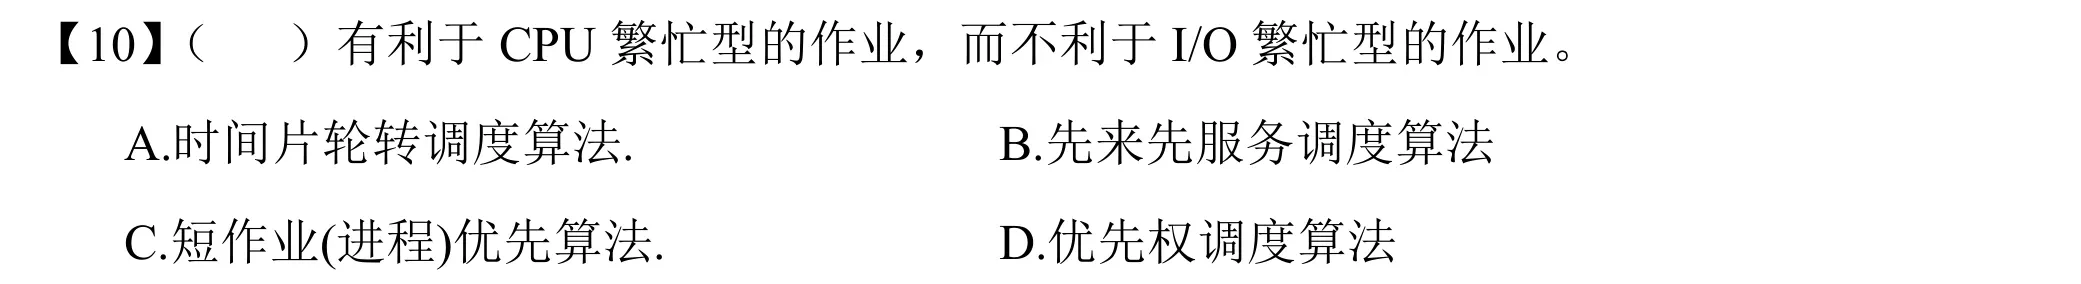 【10】（ ）有利于 CPU 繁忙型的作业，而不利于 I/O 繁忙型的作业。
A.时间片轮转调度算法. B.先来先服务调度算法
C.短作业(进程)优先算法. D.优先权调度算法